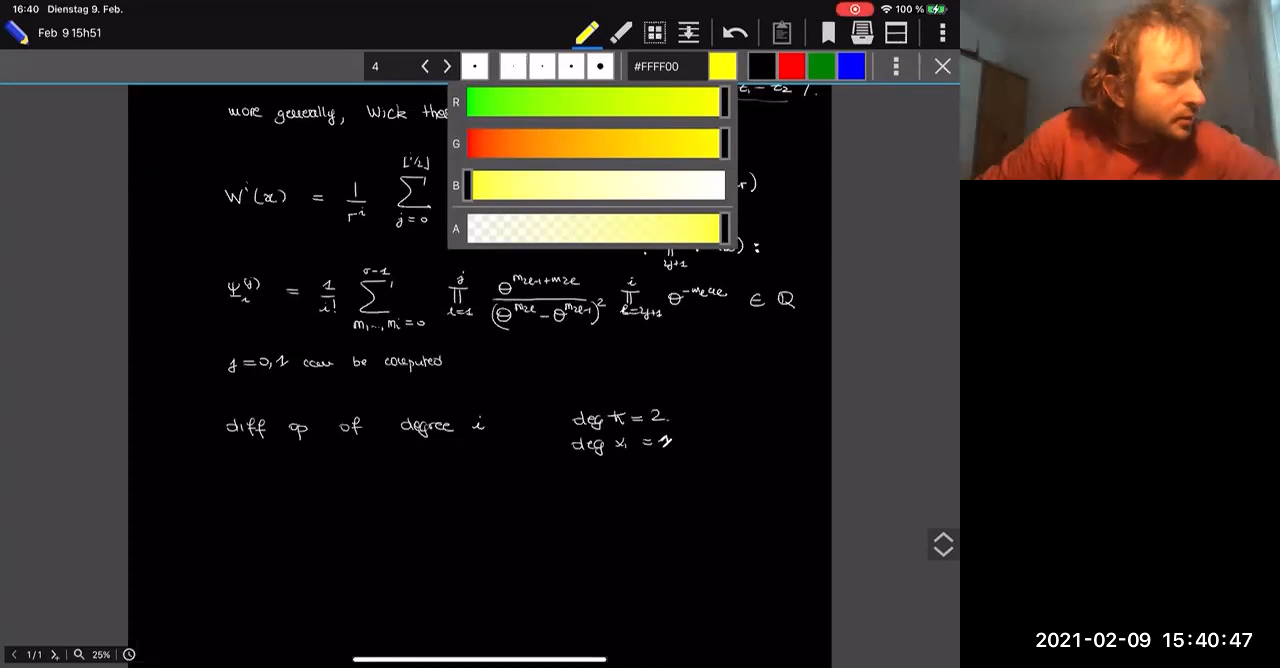 16:40 Dienstag 9. Feb.
100 %
Feb 9 15h51
4
#FFFF00
R
G
B
A
more generally, Wick
W^i(x) = 1/r^i ∑_{j=0}^{⌊i/2⌋}
Ψ_i^{(j)} = 1/i! ∑_{m_1,…,m_i=0}^{r-1} ∏_{l=1}^{j} θ^{m_{2l-1}+m_{2l}} / (θ^{m_{2l}} - θ^{m_{2l-1}})^2 ∏_{l=2j+1}^{i} θ^{-m_l a_l} ∈ ℚ
j = 0,1 can be computed
diff op of degree i
deg ħ = 2
deg x_i = 1
1/1
25%
2021-02-09 15:40:47